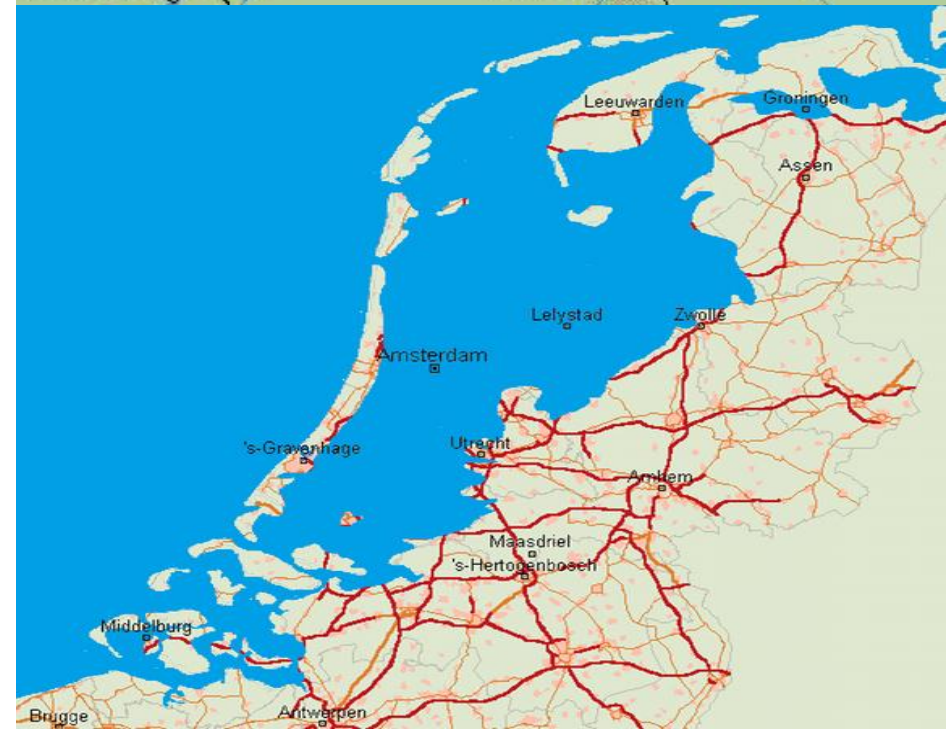 Leeuwarden
Groningen
Assen
Lelystad
Zwolle
Amsterdam
's-Gravenhage
Utrecht
Arnhem
Maasdriel
's-Hertogenbosch
Middelburg
Brugge
Antwerpen